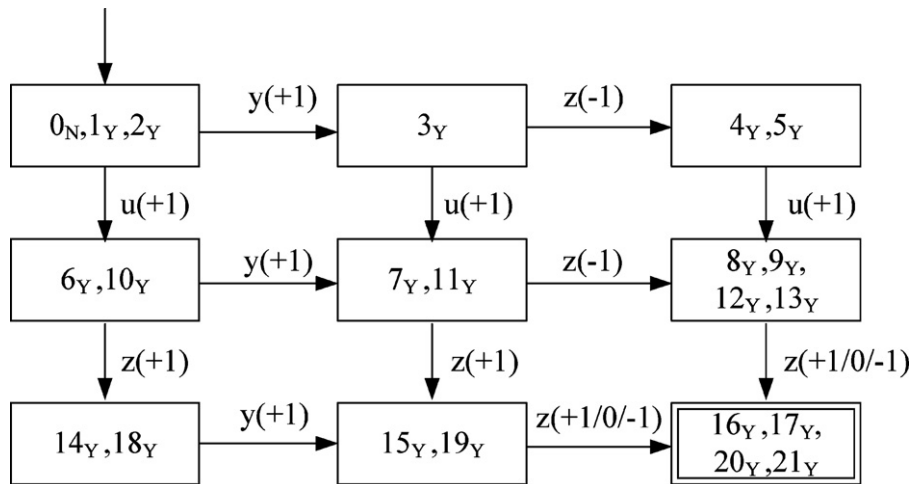 y(+1) z(-1)
0N,1Y,2Y 3Y 4Y,5Y
u(+1) u(+1) u(+1)
y(+1) z(-1)
6Y,10Y 7Y,11Y 8Y,9Y,
12Y,13Y
z(+1) z(+1) z(+1/0/-1)
y(+1) z(+1/0/-1)
14Y,18Y 15Y,19Y 16Y,17Y,
20Y,21Y